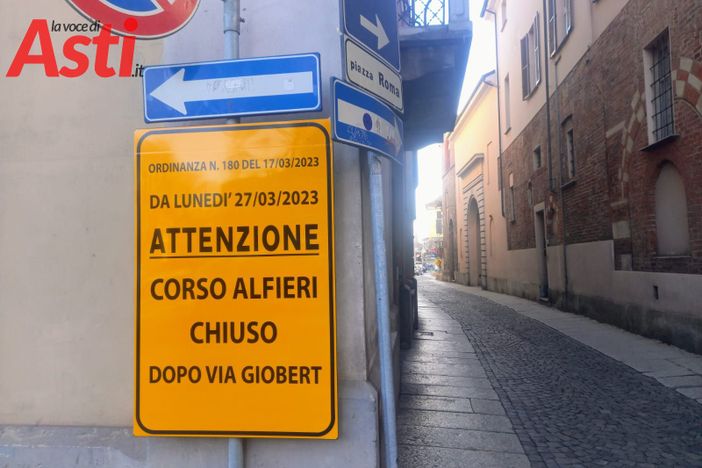 la voce di
Asti.it
piazza Roma
ORDINANZA N. 180 DEL 17/03/2023
DA LUNEDI' 27/03/2023
ATTENZIONE
CORSO ALFIERI
CHIUSO
DOPO VIA GIOBERT